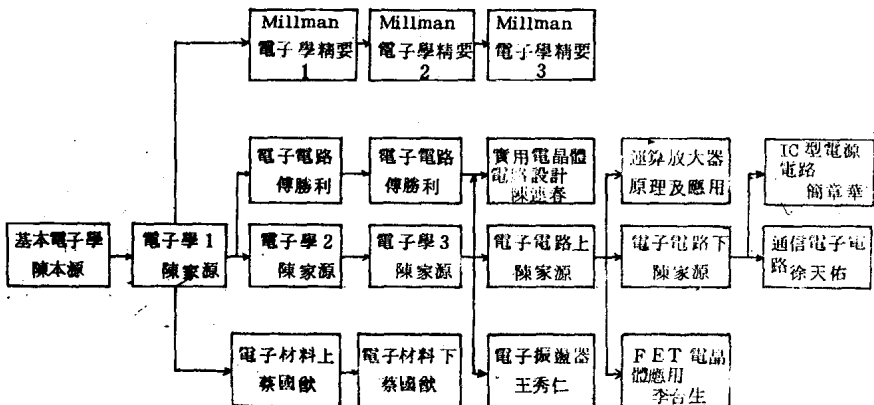 Millman
電子學精要
1
Millman
電子學精要
2
Millman
電子學精要
3
電子電路
傅勝利
電子電路
傅勝利
實用電晶體
電路設計
陳連春
運算放大器
原理及應用
IC型電源
電路
簡章華
基本電子學
陳本源
電子學1
陳家源
電子學2
陳家源
電子學3
陳家源
電子電路上
陳家源
電子電路下
陳家源
通信電子電
路徐天佑
電子材料上
蔡國猷
電子材料下
蔡國猷
電子振盪器
王秀仁
FET電晶
體應用
李台生